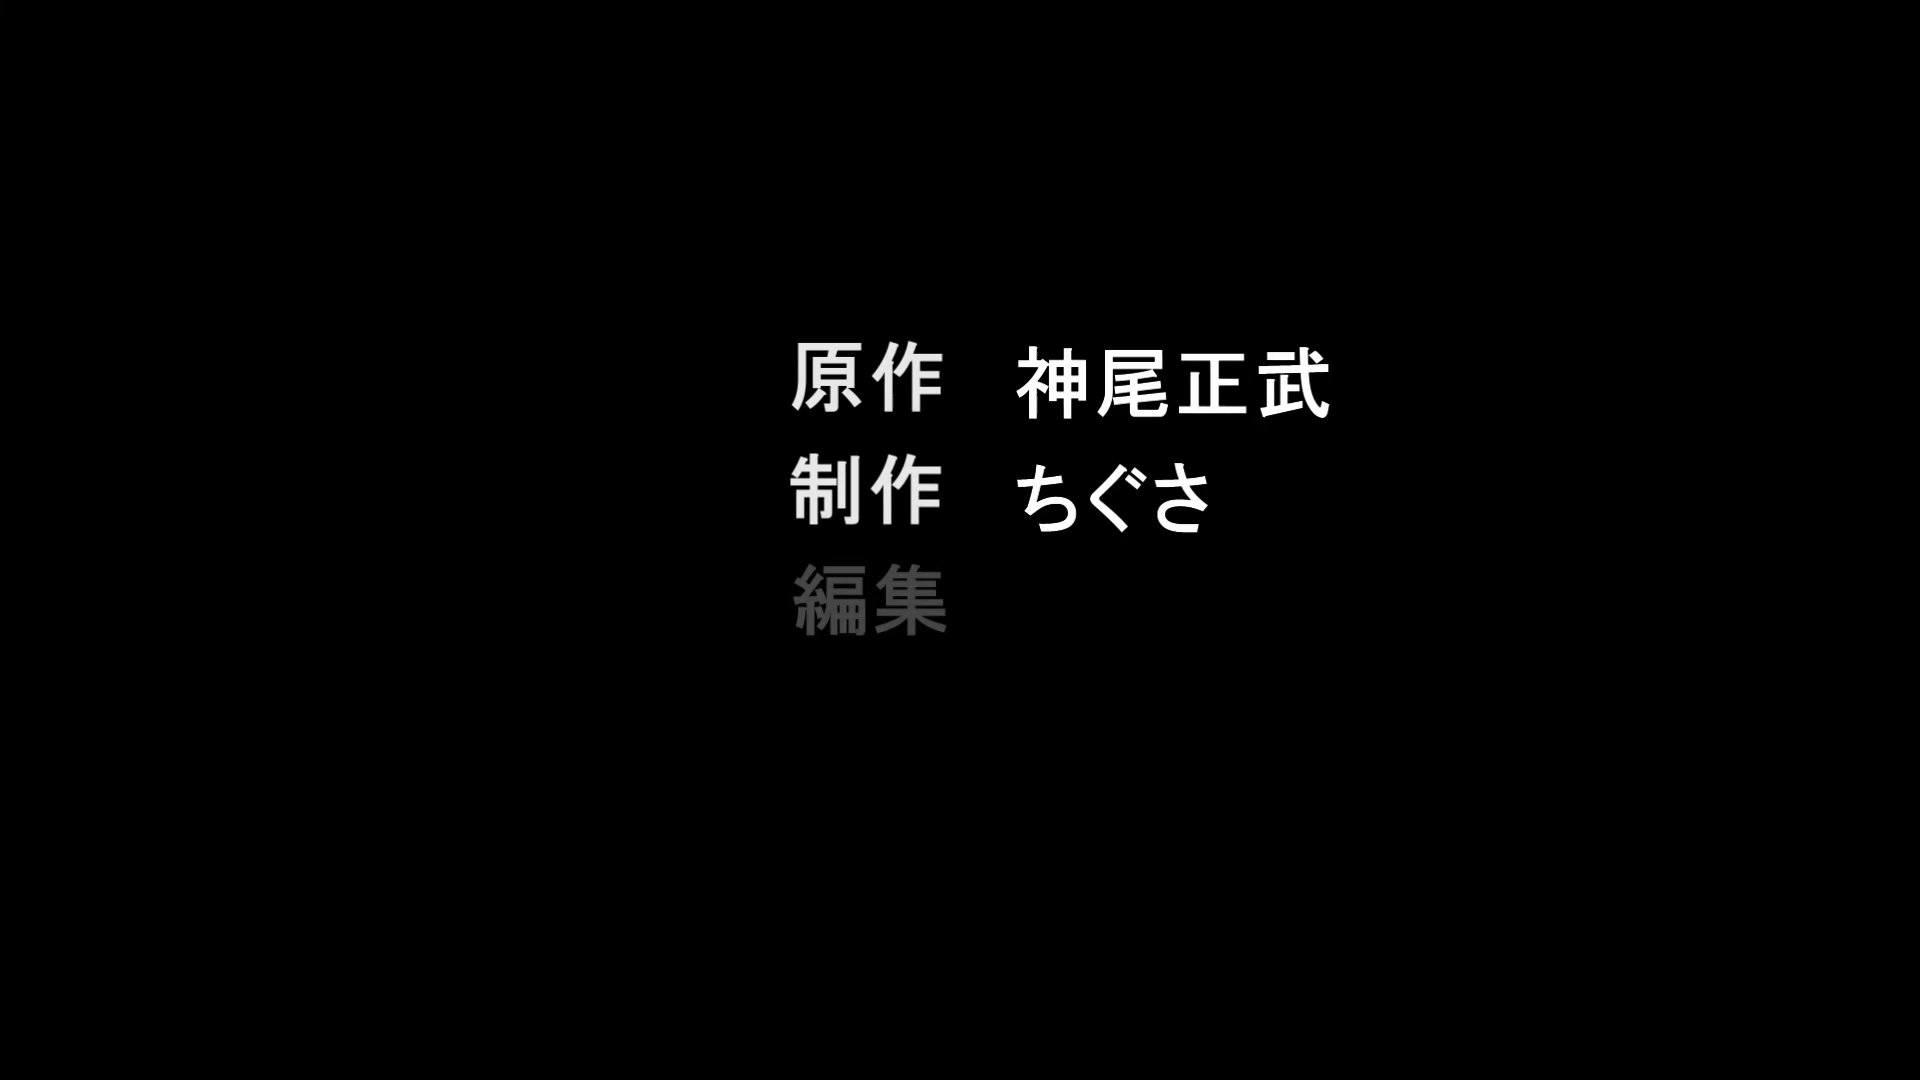 原作 神尾正武
制作 ちぐさ
編集